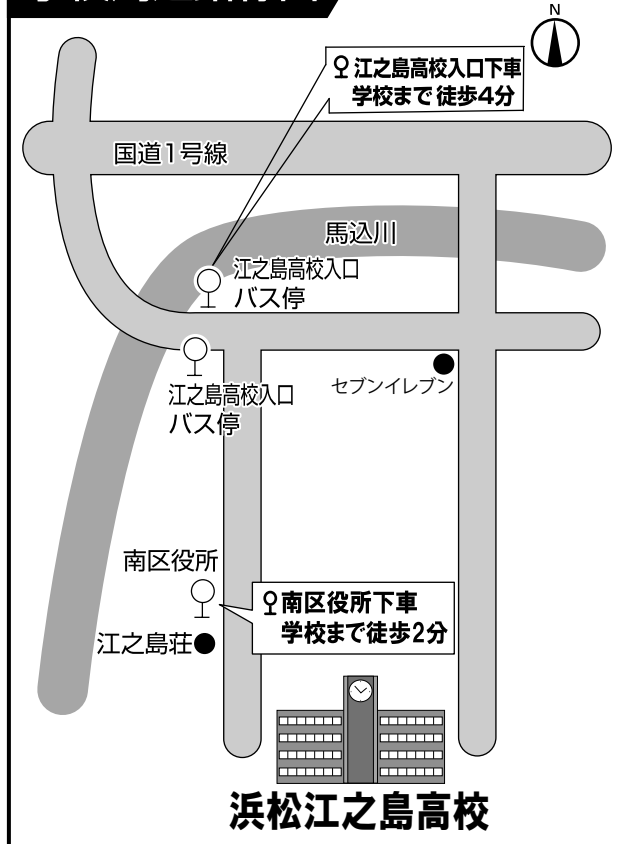 N
江之島高校入口下車
学校まで徒歩4分
国道1号線
馬込川
江之島高校入口
バス停
セブンイレブン
江之島高校入口
バス停
南区役所
南区役所下車
学校まで徒歩2分
江之島荘
浜松江之島高校